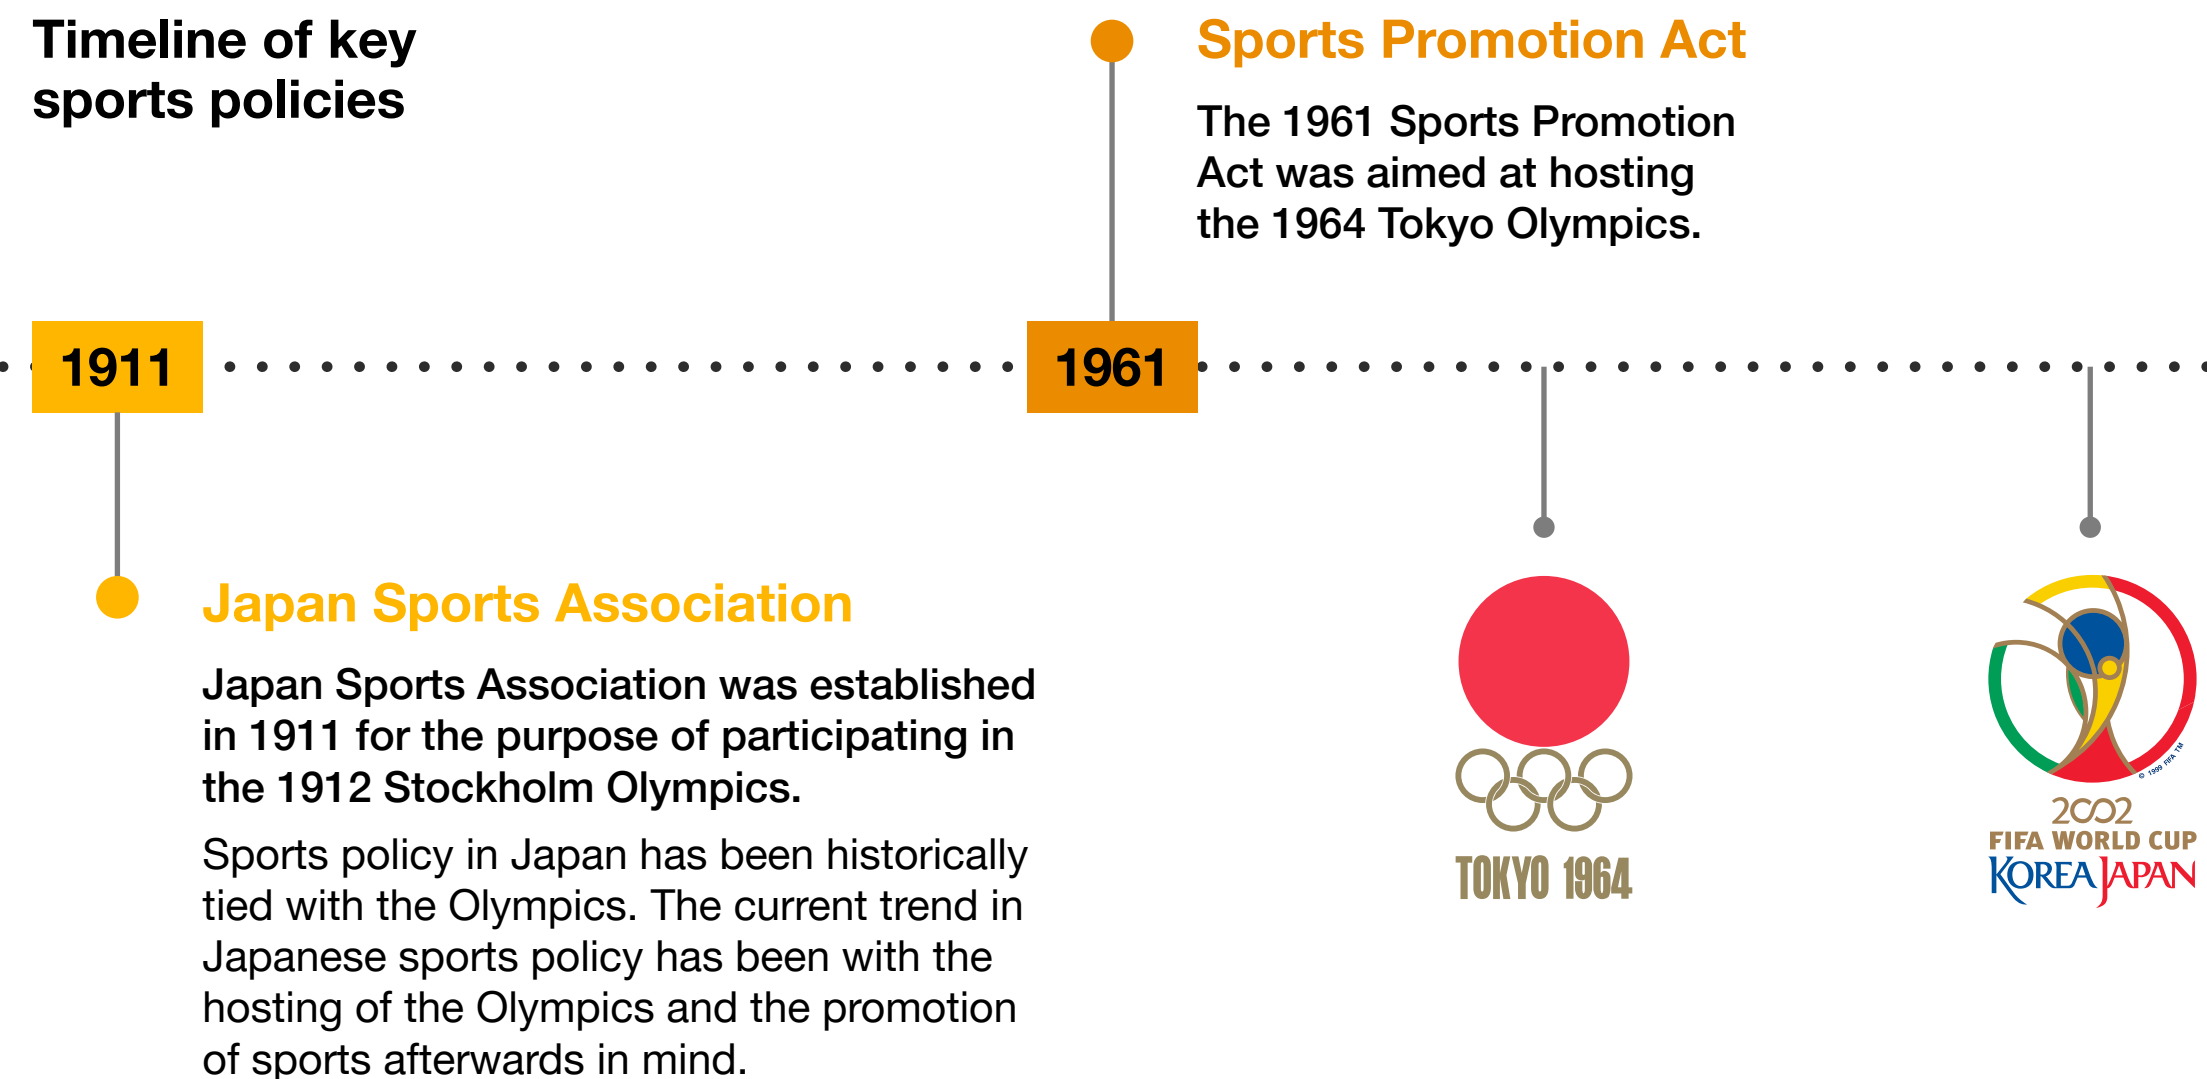 Timeline of key
sports policies
Sports Promotion Act
The 1961 Sports Promotion
Act was aimed at hosting
the 1964 Tokyo Olympics.
1911
1961
Japan Sports Association
Japan Sports Association was established
in 1911 for the purpose of participating in
the 1912 Stockholm Olympics.
Sports policy in Japan has been historically
tied with the Olympics. The current trend in
Japanese sports policy has been with the
hosting of the Olympics and the promotion
of sports afterwards in mind.
TOKYO 1964
© 1999 FIFA TM
2002
FIFA WORLD CUP
KOREA JAPAN